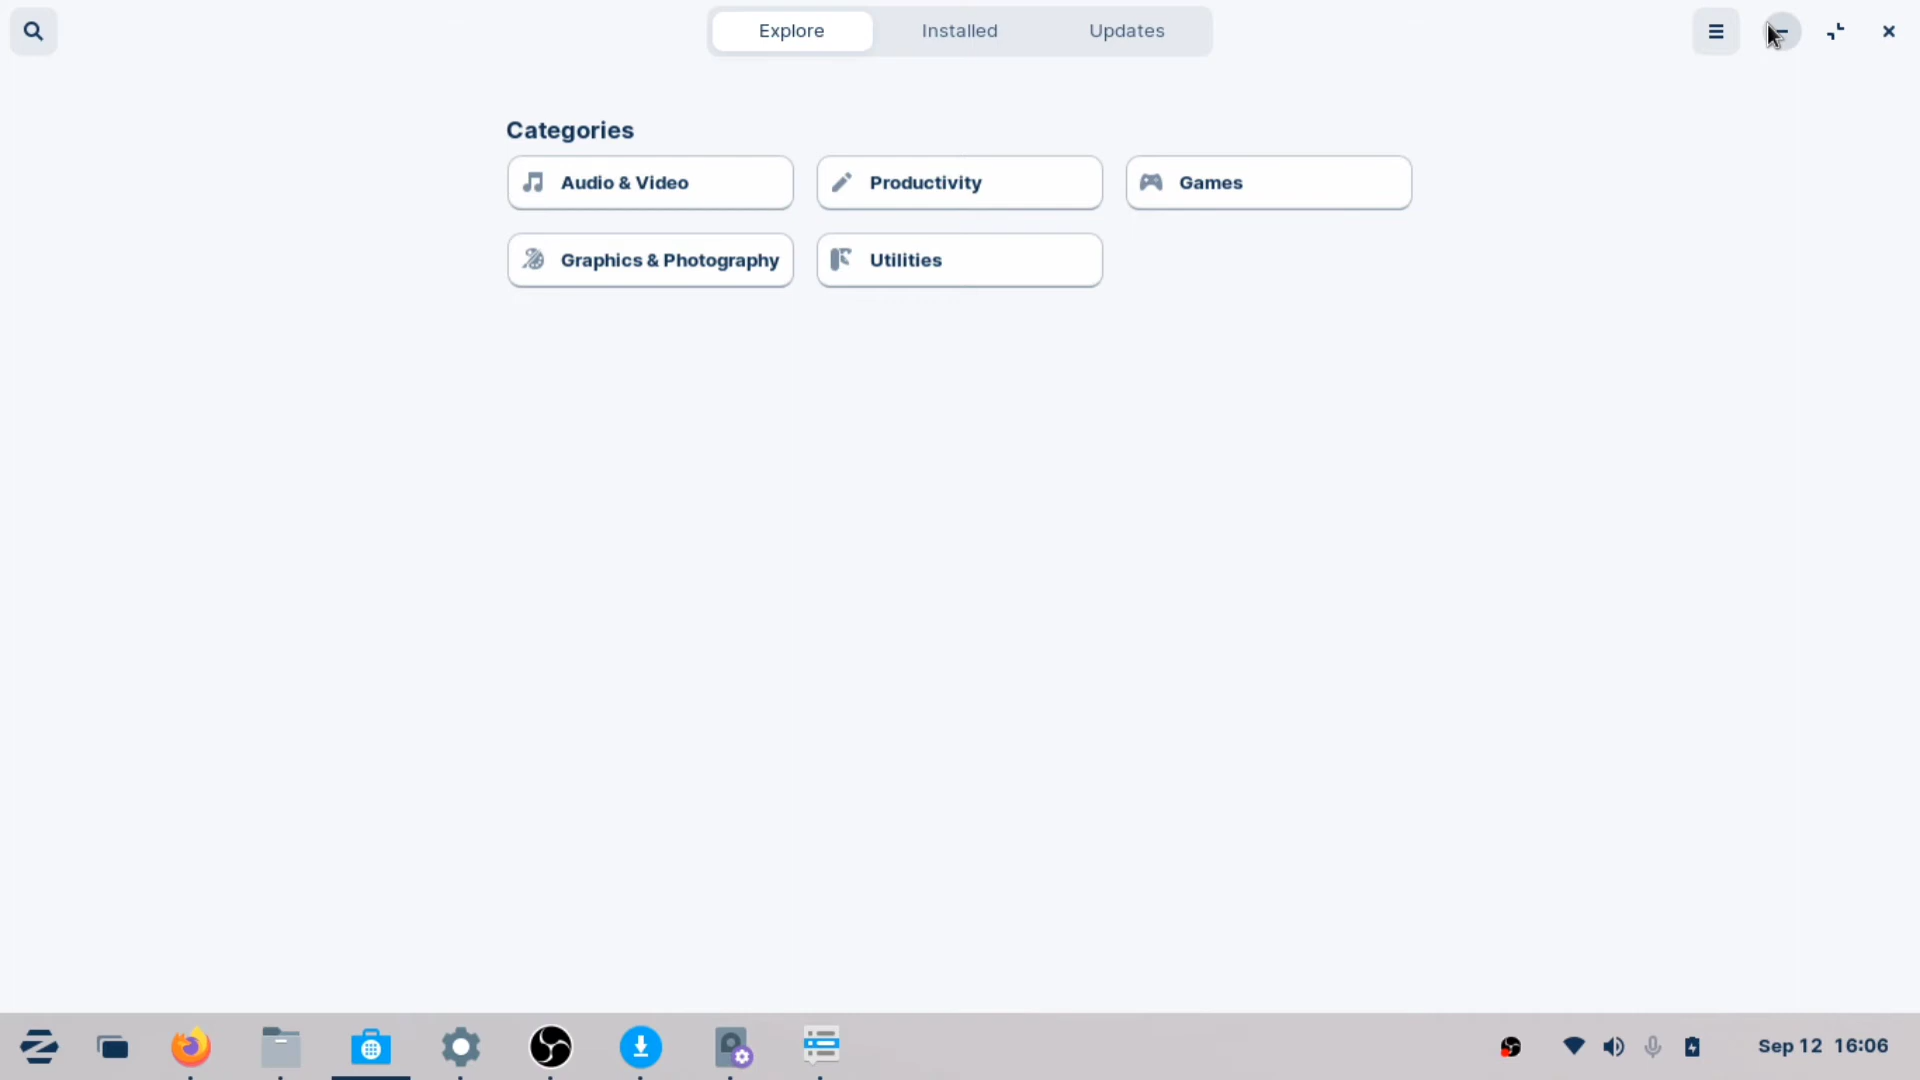 Explore Installed Updates
Categories
Audio & Video Productivity Games
Graphics & Photography Utilities
Sep 12 16:06